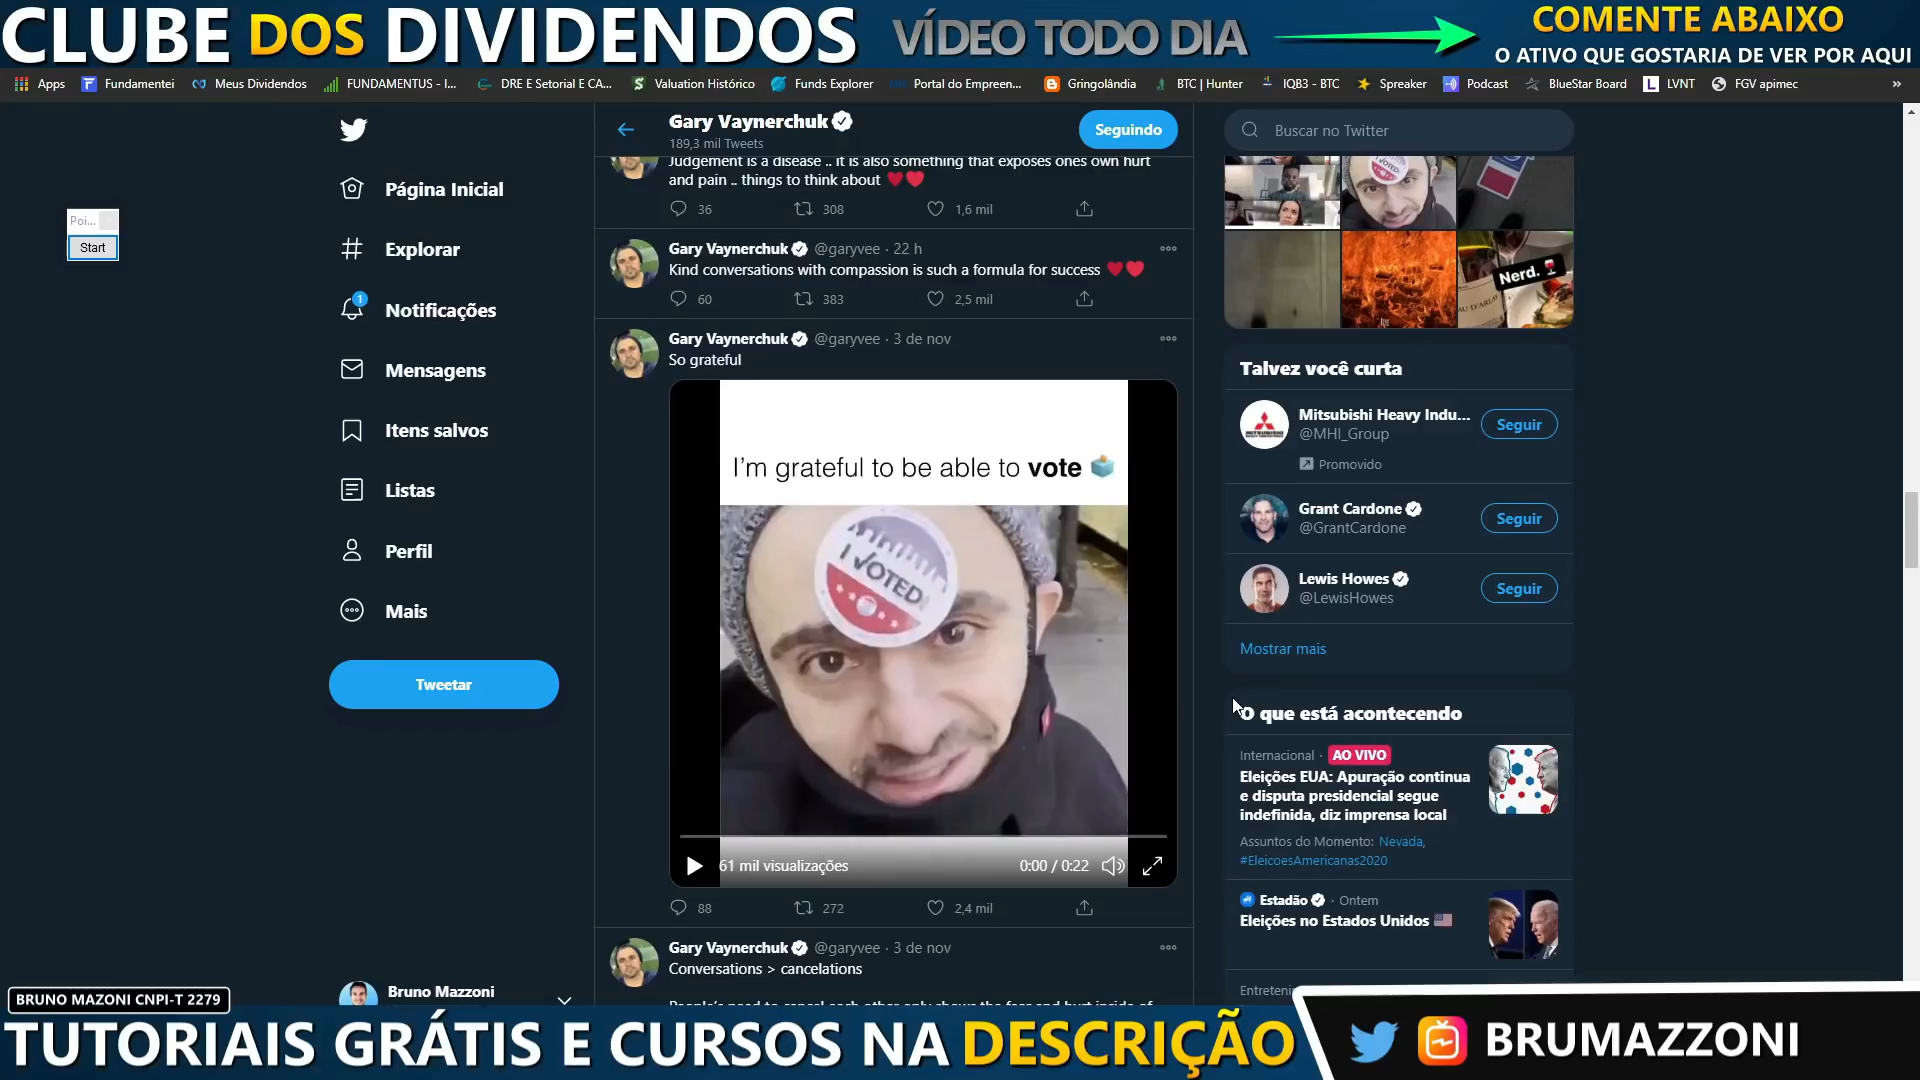 CLUBE DOS DIVIDENDOS
VÍDEO TODO DIA
COMENTE ABAIXO
O ATIVO QUE GOSTARIA DE VER POR AQUI
Apps
Fundamentei
Meus Dividendos
FUNDAMENTUS - I...
DRE E Setorial E CA...
Valuation Histórico
Funds Explorer
Portal do Empreen...
Gringolândia
BTC | Hunter
IQB3 - BTC
Spreaker
Podcast
BlueStar Board
LVNT
FGV apimec
»
Poi...
Start
Página Inicial
Explorar
1
Notificações
Mensagens
Itens salvos
Listas
Perfil
Mais
Tweetar
Bruno Mazzoni
Gary Vaynerchuk
189,3 mil Tweets
Seguindo
Judgement is a disease .. it is also something that exposes ones own hurt
and pain .. things to think about
36 308 1,6 mil
Gary Vaynerchuk @garyvee · 22 h
Kind conversations with compassion is such a formula for success
60 383 2,5 mil
Gary Vaynerchuk @garyvee · 3 de nov
So grateful
I'm grateful to be able to vote
I VOTED
61 mil visualizações
0:00 / 0:22
88 272 2,4 mil
Gary Vaynerchuk @garyvee · 3 de nov
Conversations > cancelations
Buscar no Twitter
VOTED
Nerd.
Talvez você curta
Mitsubishi Heavy Indu...
@MHI_Group
Promovido
Seguir
Grant Cardone
@GrantCardone
Seguir
Lewis Howes
@LewisHowes
Seguir
Mostrar mais
O que está acontecendo
Internacional · AO VIVO
Eleições EUA: Apuração continua
e disputa presidencial segue
indefinida, diz imprensa local
Assuntos do Momento: Nevada,
#EleicoesAmericanas2020
Estadão · Ontem
Eleições no Estados Unidos
BRUNO MAZONI CNPI-T 2279
TUTORIAIS GRÁTIS E CURSOS NA DESCRIÇÃO
BRUMAZZONI